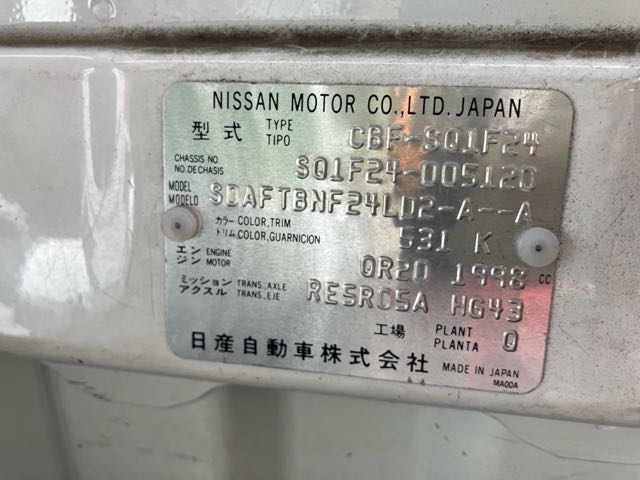 NISSAN MOTOR CO.,LTD. JAPAN
型式 TYPE TIPO CBF-SQ1F24
CHASSIS NO. NO. DECHASIS SQ1F24-005120
MODEL MODELO SDAFTBNF24LD2-A--A
カラー COLOR,TRIM
トリム COLOR,GUARNICION 531 K
エンジン ENGINE MOTOR QR20 1998 CC
ミッション TRANS.,AXLE
アクスル TRANS.,EJE RE5R05A HG43
工場 PLANT PLANTA 0
日産自動車株式会社 MADE IN JAPAN
MA00A